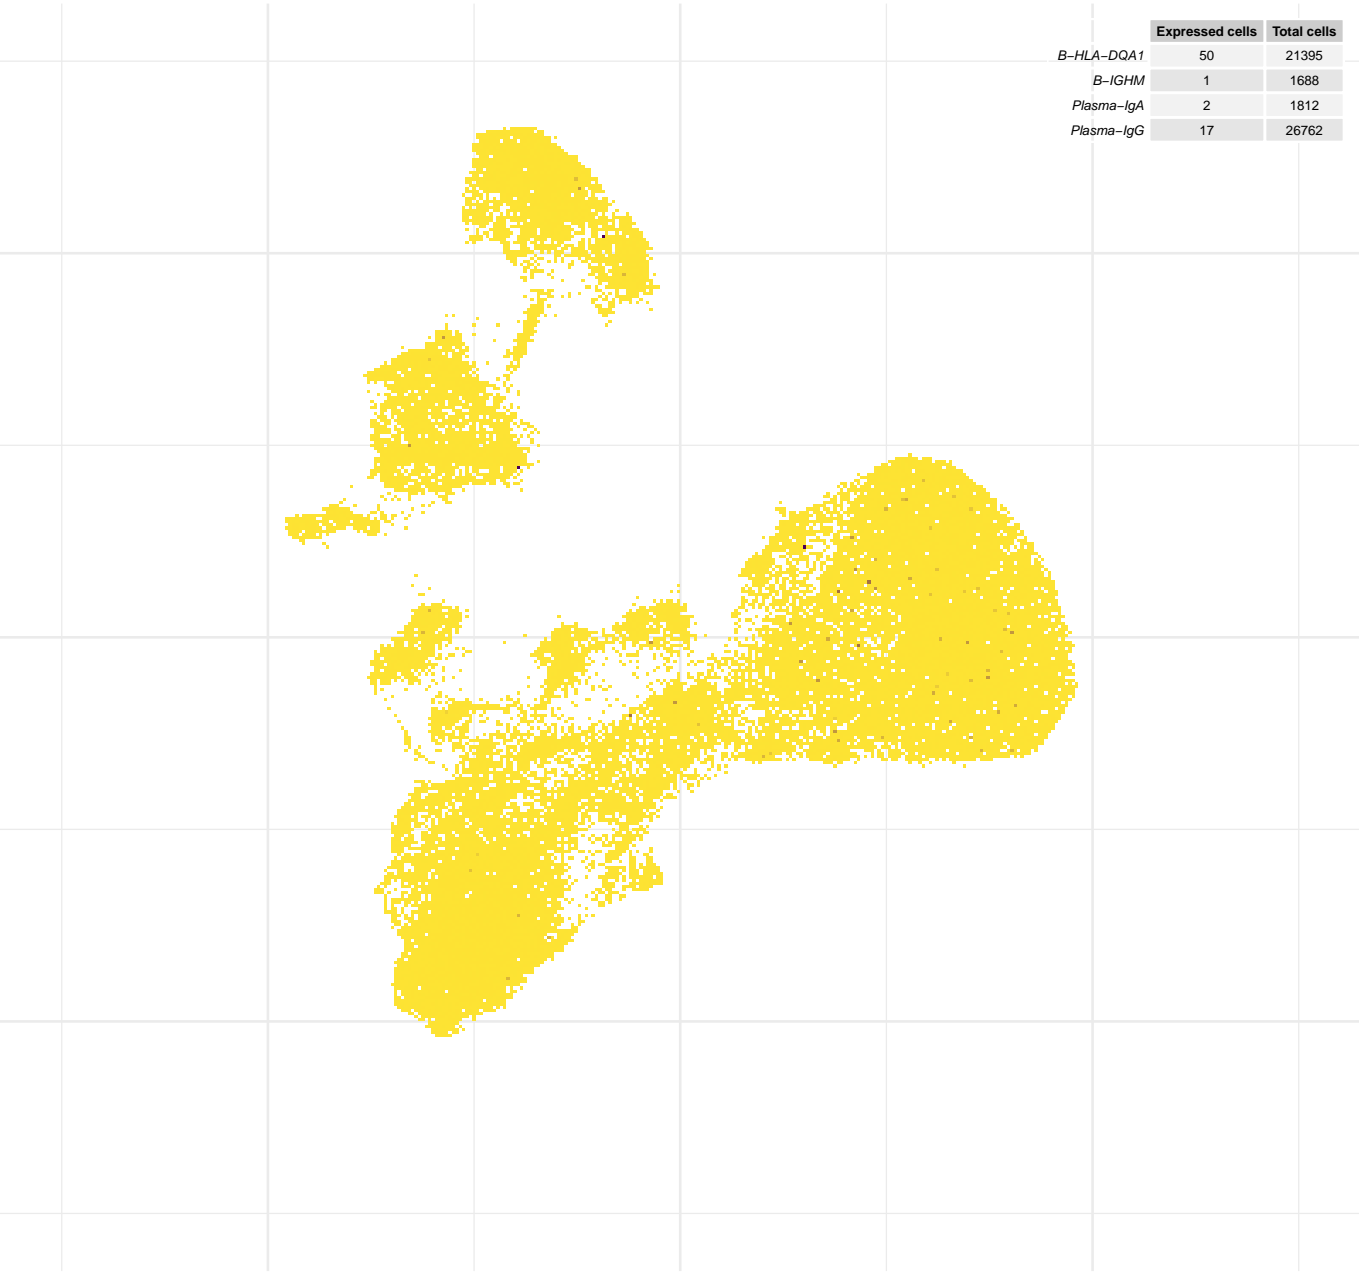 Expressed cells Total cells
B−HLA−DQA1 50 21395
B−IGHM 1 1688
Plasma−IgA 2 1812
Plasma−IgG 17 26762